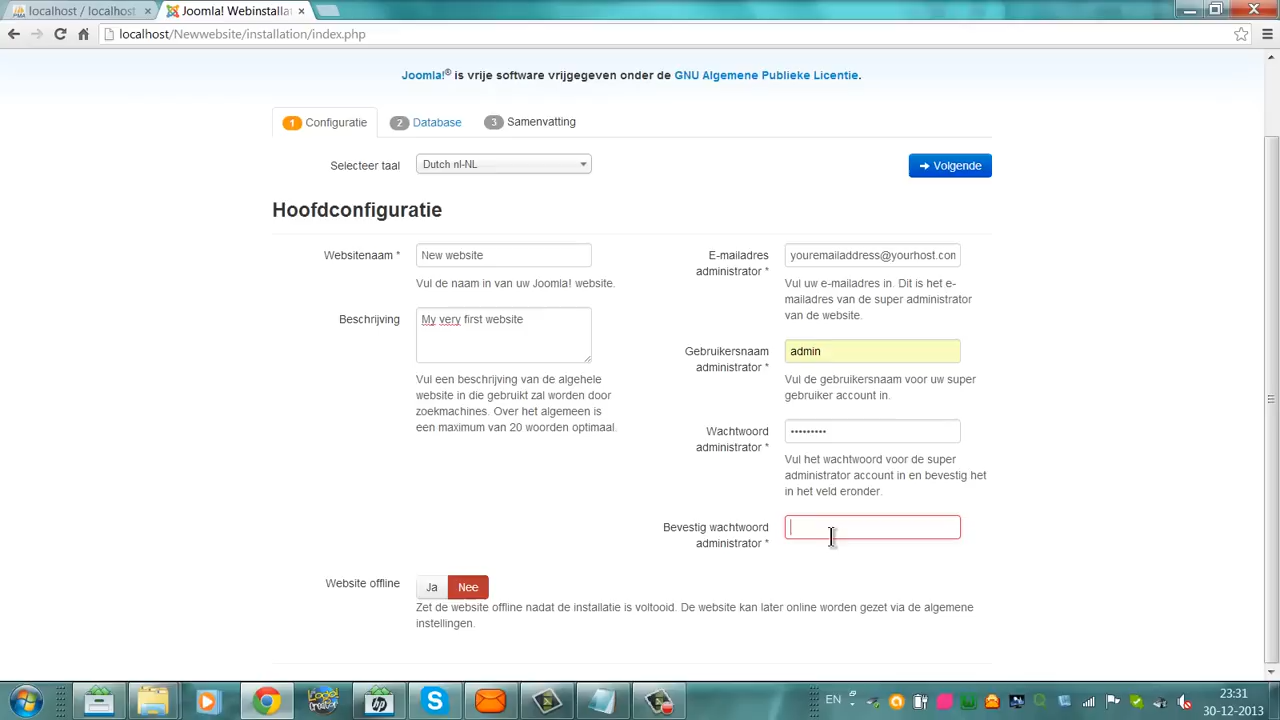 localhost / localhost
Joomla! Webinstallat
localhost/Newwebsite/installation/index.php
Joomla!® is vrije software vrijgegeven onder de GNU Algemene Publieke Licentie.
1 Configuratie
2 Database
3 Samenvatting
Selecteer taal
Dutch nl-NL
Volgende
Hoofdconfiguratie
Websitenaam *
New website
Vul de naam in van uw Joomla! website.
Beschrijving
My very first website
Vul een beschrijving van de algehele
website in die gebruikt zal worden door
zoekmachines. Over het algemeen is
een maximum van 20 woorden optimaal.
E-mailadres
administrator *
youremailaddress@yourhost.com
Vul uw e-mailadres in. Dit is het e-
mailadres van de super administrator
van de website.
Gebruikersnaam
administrator *
admin
Vul de gebruikersnaam voor uw super
gebruiker account in.
Wachtwoord
administrator *
•••••••••
Vul het wachtwoord voor de super
administrator account in en bevestig het
in het veld eronder.
Bevestig wachtwoord
administrator *
Website offline
Ja
Nee
Zet de website offline nadat de installatie is voltooid. De website kan later online worden gezet via de algemene
instellingen.
EN
23:31
30-12-2013